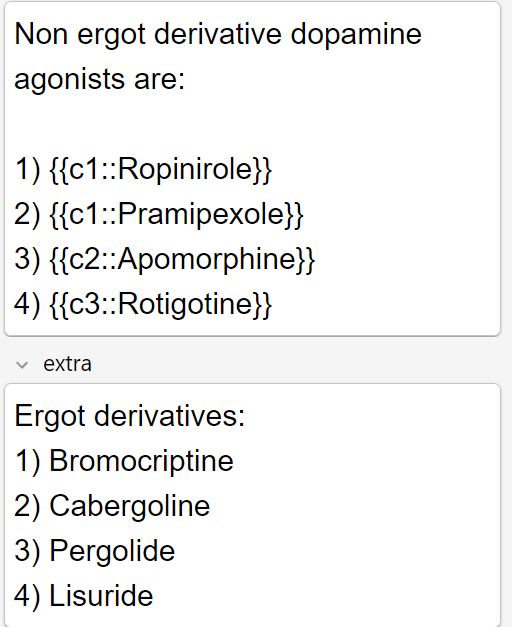 Non ergot derivative dopamine
agonists are:
1) {{c1::Ropinirole}}
2) {{c1::Pramipexole}}
3) {{c2::Apomorphine}}
4) {{c3::Rotigotine}}
extra
Ergot derivatives:
1) Bromocriptine
2) Cabergoline
3) Pergolide
4) Lisuride